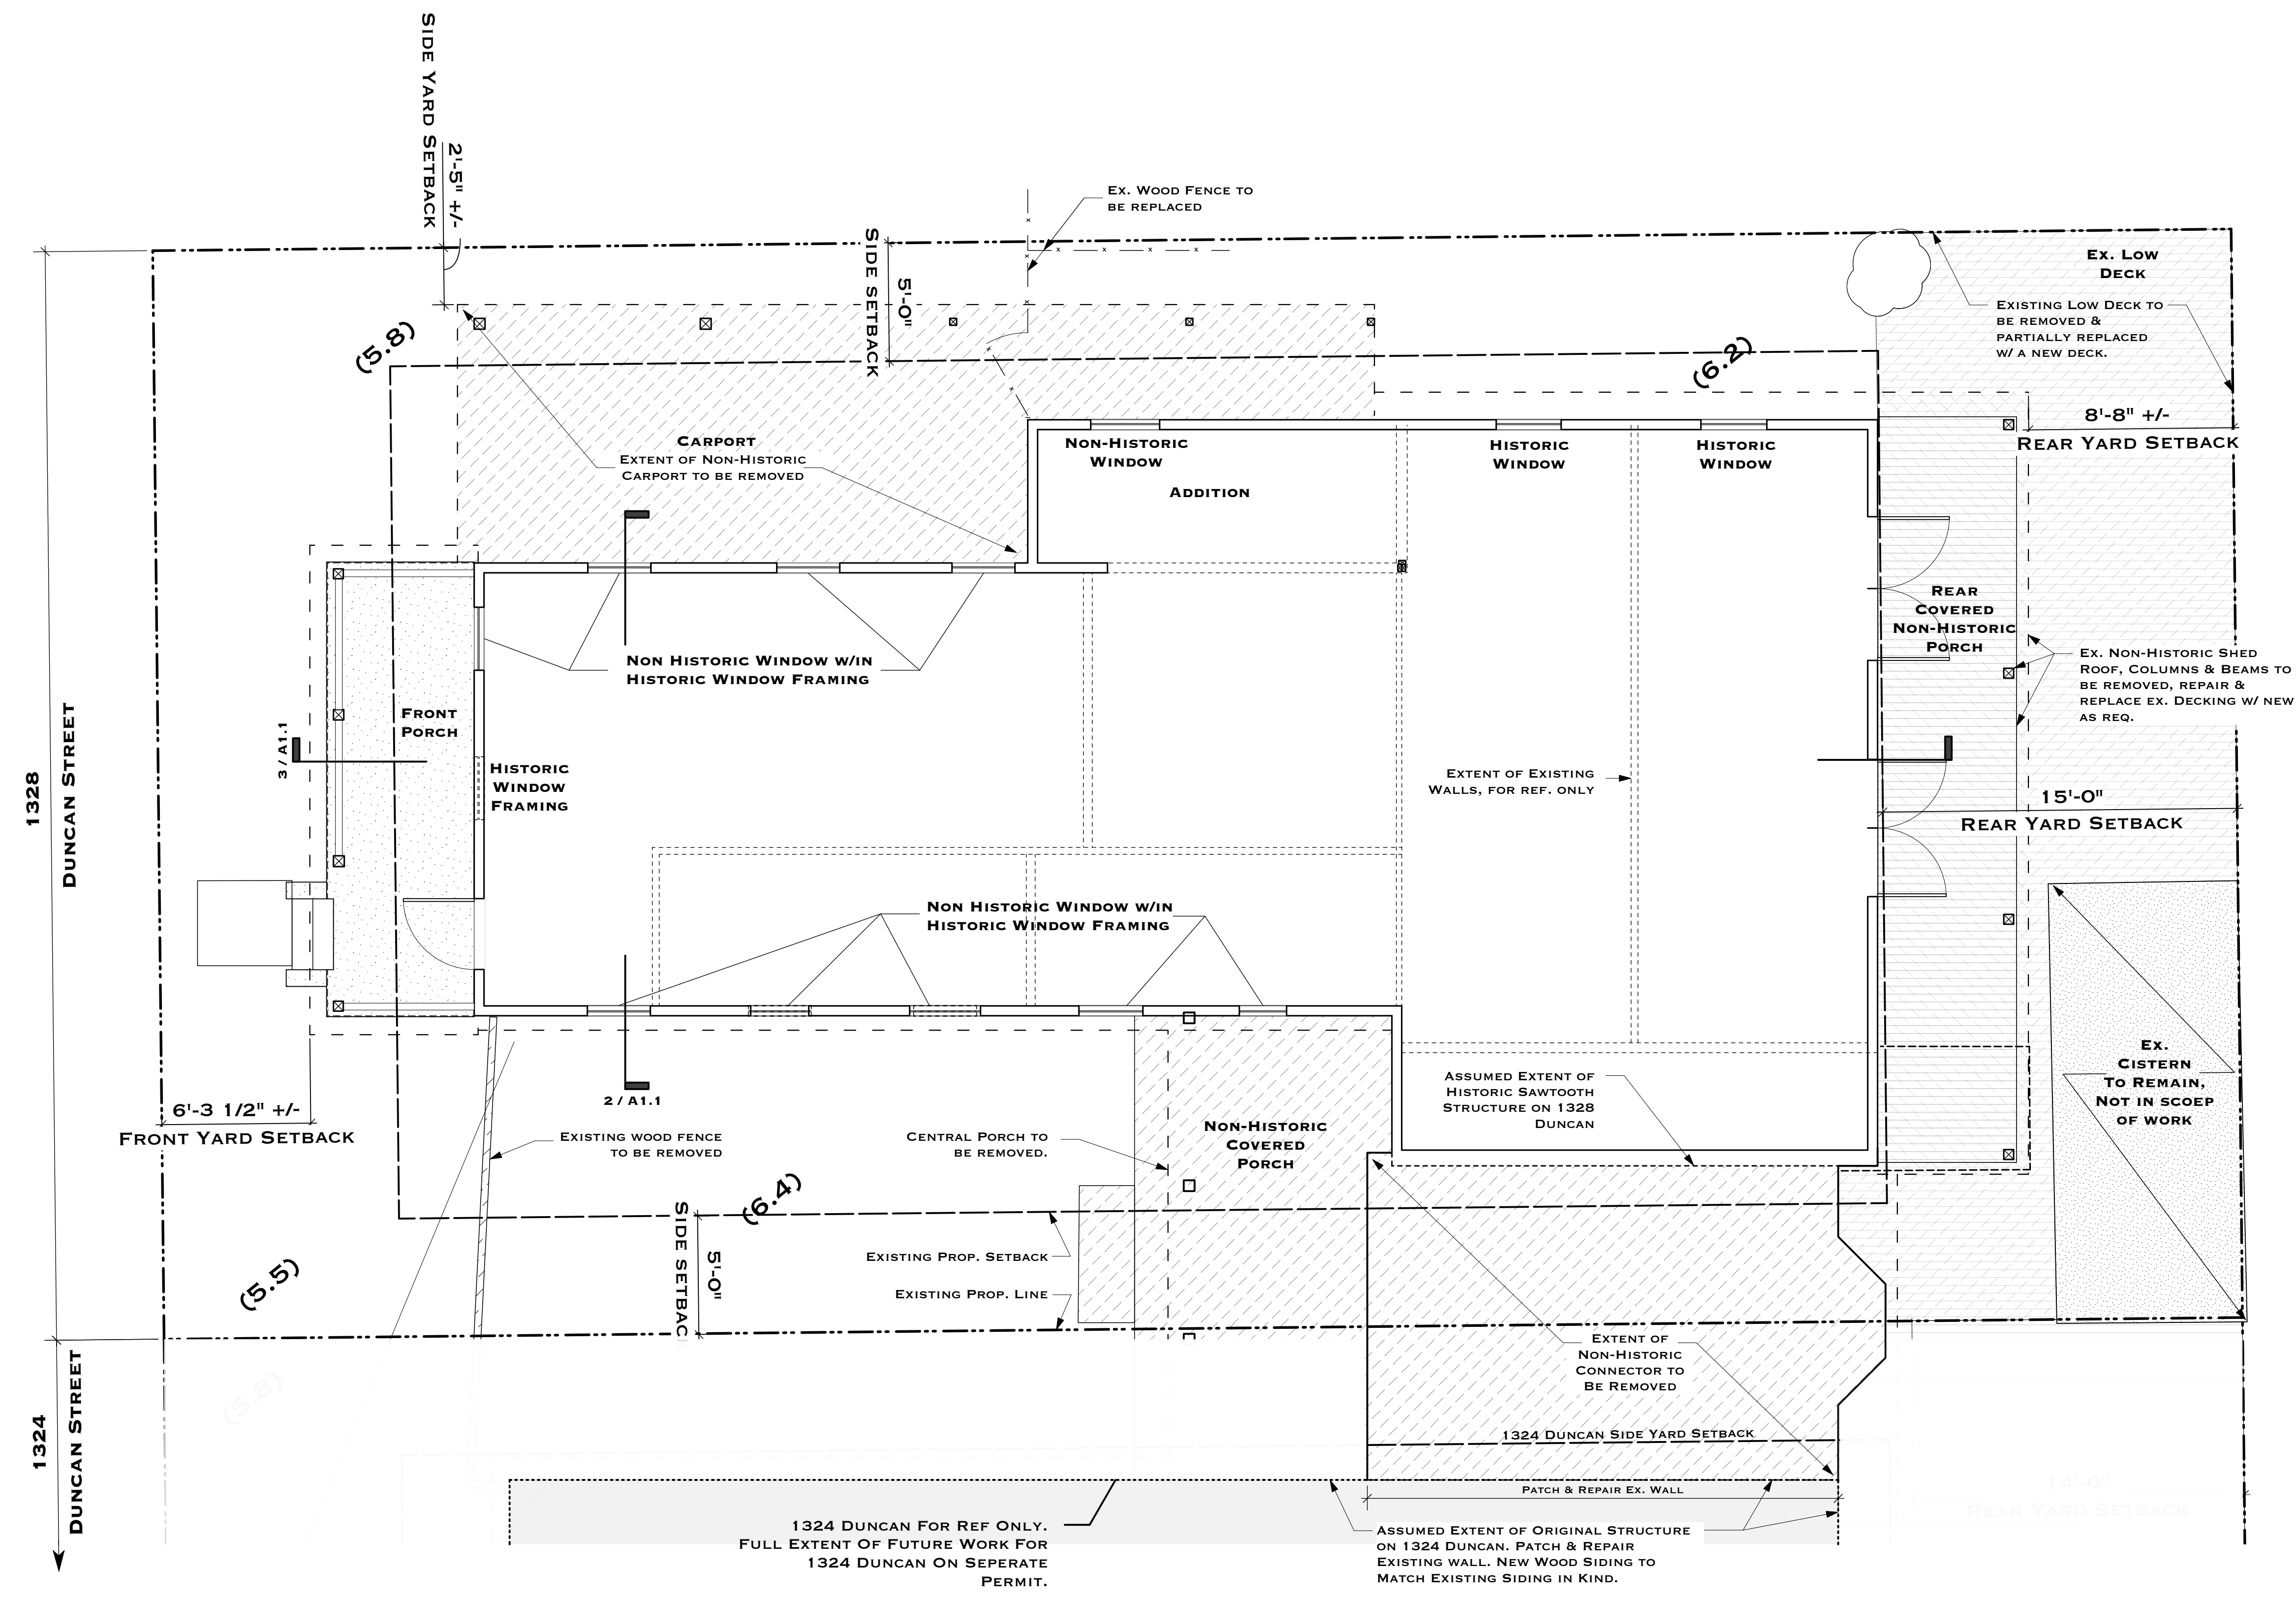 Side Yard Setback
2'-5" +/-
Ex. Wood Fence to
be replaced
Side setback
5'-0"
Ex. Low
Deck
Existing Low Deck to
be removed &
partially replaced
w/ a new deck.
(5.8)
(6.2)
8'-8" +/-
Rear Yard Setback
Carport
Extent of Non-Historic
Carport to be removed
Non-Historic
Window
Addition
Historic
Window
Historic
Window
Rear
Covered
Non-Historic
Porch
Non Historic Window w/in
Historic Window Framing
Ex. Non-Historic Shed
Roof, Columns & Beams to
be removed, repair &
replace ex. Decking w/ new
as req.
Front
Porch
3 / A1.1
Historic
Window
Framing
Extent of Existing
Walls, for ref. only
15'-0"
Rear Yard Setback
1328
Duncan Street
Non Historic Window w/in
Historic Window Framing
Ex.
Cistern
To Remain,
Not in scoep
of work
2 / A1.1
6'-3 1/2" +/-
Front Yard Setback
Existing wood fence
to be removed
Central Porch to
be removed.
Non-Historic
Covered
Porch
Assumed Extent of
Historic Sawtooth
Structure on 1328
Duncan
(6.4)
Side setbac
5'-0"
Existing Prop. Setback
Existing Prop. Line
(5.5)
Extent of
Non-Historic
Connector to
Be Removed
(5.8)
1324
Duncan Street
1324 Duncan Side Yard Setback
14'-0"
Rear Yard Setback
Patch & Repair Ex. Wall
1324 Duncan For Ref Only.
Full Extent Of Future Work For
1324 Duncan On Seperate
Permit.
Assumed Extent of Original Structure
on 1324 Duncan. Patch & Repair
Existing wall. New Wood Siding to
Match Existing Siding in Kind.